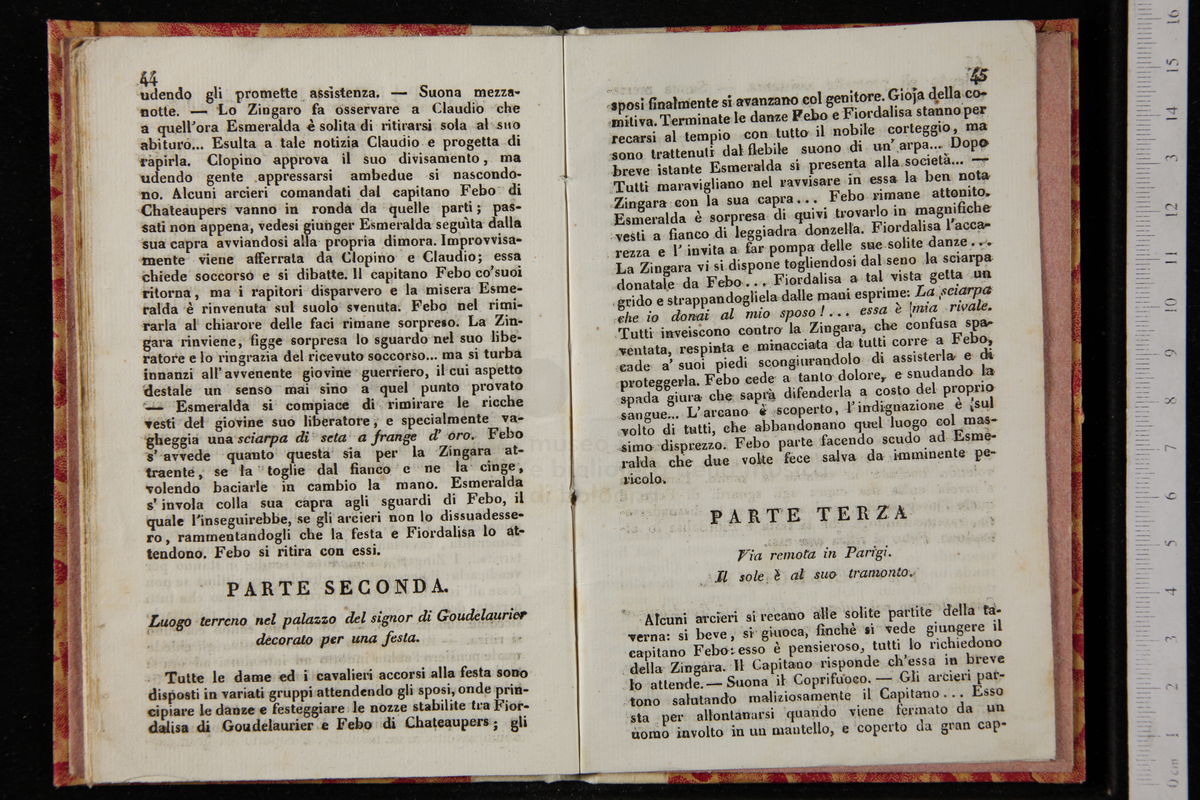 44
udendo gli promette assistenza. — Suona mezza-
notte. — Lo Zingaro fa osservare a Claudio che
a quell'ora Esmeralda è solita di ritirarsi sola al suo
abituro... Esulta a tale notizia Claudio e progetta di
rapirla. Clopino approva il suo divisamento, ma
udendo gente appressarsi ambedue si nascondo-
no. Alcuni arcieri comandati dal capitano Febo di
Chateaupers vanno in ronda da quelle parti; pas-
sati non appena, vedesi giunger Esmeralda seguita dalla
sua capra avviandosi alla propria dimora. Improvvisa-
mente viene afferrata da Clopino e Claudio; essa
chiede soccorso e si dibatte. Il capitano Febo co'suoi
ritorna, ma i rapitori disparvero e la misera Esme-
ralda è rinvenuta sul suolo svenuta. Febo nel rimi-
rarla al chiarore delle faci rimane sorpreso. La Zin-
gara rinviene, figge sorpresa lo sguardo nel suo libe-
ratore e lo ringrazia del ricevuto soccorso... ma si turba
innanzi all'avvenente giovine guerriero, il cui aspetto
destale un senso mai sino a quel punto provato
— Esmeralda si compiace di rimirare le ricche
vesti del giovine suo liberatore, e specialmente va-
gheggia una sciarpa di seta a frange d' oro. Febo
s' avvede quanto questa sia per la Zingara at-
traente, se la toglie dal fianco e ne la cinge,
volendo baciarle in cambio la mano. Esmeralda
s' invola colla sua capra agli sguardi di Febo, il
quale l'inseguirebbe, se gli arcieri non lo dissuadesse-
ro, rammentandogli che la festa e Fiordalisa lo at-
tendono. Febo si ritira con essi.
PARTE SECONDA.
Luogo terreno nel palazzo del signor di Goudelaurier
decorato per una festa.
Tutte le dame ed i cavalieri accorsi alla festa sono
disposti in variati gruppi attendendo gli sposi, onde prin-
cipiare le danze e festeggiare le nozze stabilite tra Fior-
dalisa di Goudelaurier e Febo di Chateaupers; gli
45
sposi finalmente si avanzano col genitore. Gioja della co-
mitiva. Terminate le danze Febo e Fiordalisa stanno per
recarsi al tempio con tutto il nobile corteggio, ma
sono trattenuti dal flebile suono di un' arpa... Dopo
breve istante Esmeralda si presenta alla società... —
Tutti maravigliano nel ravvisare in essa la ben nota
Zingara con la sua capra... Febo rimane attonito.
Esmeralda è sorpresa di quivi trovarlo in magnifiche
vesti a fianco di leggiadra donzella. Fiordalisa l'acca-
rezza e l' invita a far pompa delle sue solite danze...
La Zingara vi si dispone togliendosi dal seno la sciarpa
donatale da Febo... Fiordalisa a tal vista getta un
grido e strappandogliela dalle mani esprime: La sciarpa
che io donai al mio sposo!... essa è mia rivale.
Tutti inveiscono contro la Zingara, che confusa spa-
ventata, respinta e minacciata da tutti corre a Febo,
cade a' suoi piedi scongiurandolo di assisterla e di
proteggerla. Febo cede a tanto dolore, e snudando la
spada giura che saprà difenderla a costo del proprio
sangue... L'arcano è scoperto, l'indignazione è sul
volto di tutti, che abbandonano quel luogo col mas-
simo disprezzo. Febo parte facendo scudo ad Esme-
ralda che due volte fece salva da imminente pe-
ricolo.
PARTE TERZA
Via remota in Parigi.
Il sole è al suo tramonto.
Alcuni arcieri si recano alle solite partite della ta-
verna: si beve, si giuoca, finchè si vede giungere il
capitano Febo: esso è pensieroso, tutti lo richiedono
della Zingara. Il Capitano risponde ch'essa in breve
lo attende. — Suona il Coprifuoco. — Gli arcieri par-
tono salutando maliziosamente il Capitano... Esso
sta per allontanarsi quando viene fermato da un
uomo involto in un mantello, e coperto da gran cap-
0 cm 1 2 3 4 5 6 7 8 9 10 11 12 13 14 15 16